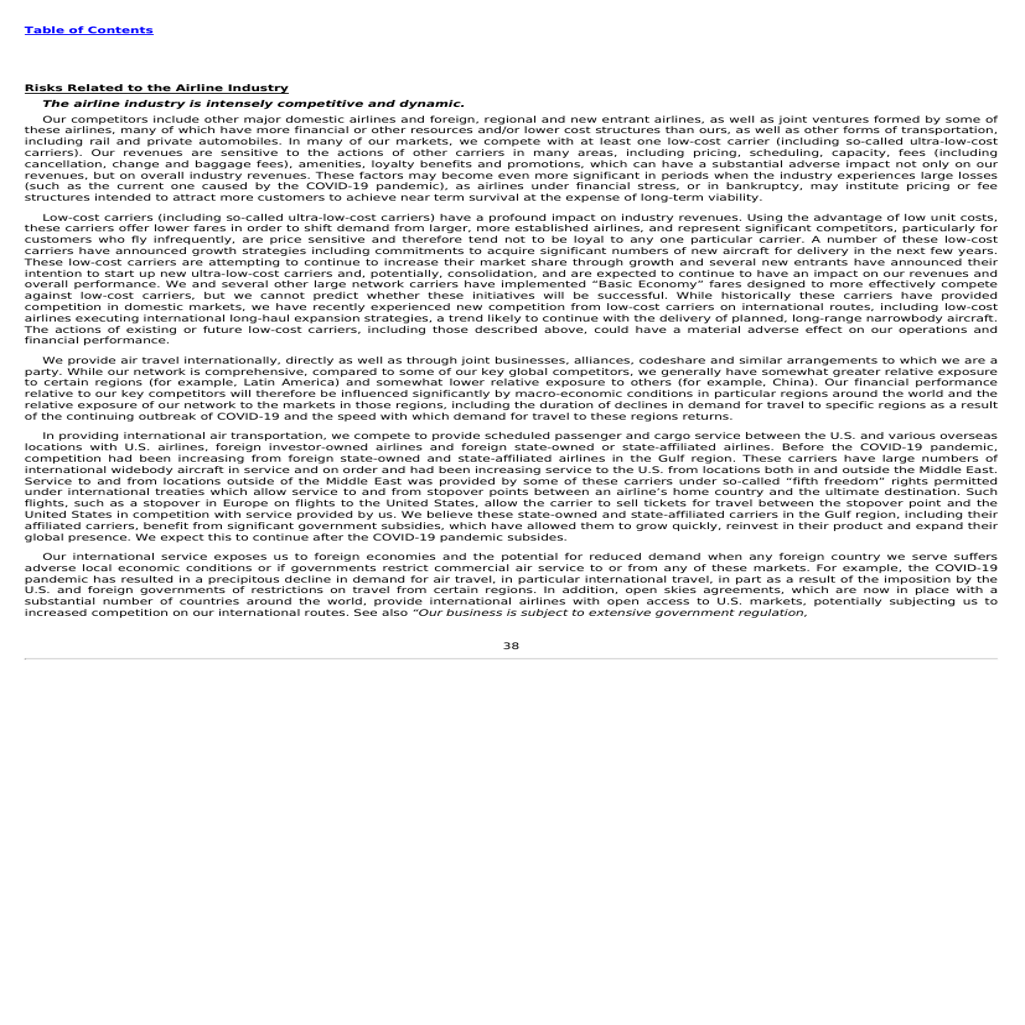 Table of Contents
Risks Related to the Airline Industry
The airline industry is intensely competitive and dynamic.
Our competitors include other major domestic airlines and foreign, regional and new entrant airlines, as well as joint ventures formed by some of
these airlines, many of which have more financial or other resources and/or lower cost structures than ours, as well as other forms of transportation,
including rail and private automobiles. In many of our markets, we compete with at least one low-cost carrier (including so-called ultra-low-cost
carriers). Our revenues are sensitive to the actions of other carriers in many areas, including pricing, scheduling, capacity, fees (including
cancellation, change and baggage fees), amenities, loyalty benefits and promotions, which can have a substantial adverse impact not only on our
revenues, but on overall industry revenues. These factors may become even more significant in periods when the industry experiences large losses
(such as the current one caused by the COVID-19 pandemic), as airlines under financial stress, or in bankruptcy, may institute pricing or fee
structures intended to attract more customers to achieve near term survival at the expense of long-term viability.
Low-cost carriers (including so-called ultra-low-cost carriers) have a profound impact on industry revenues. Using the advantage of low unit costs,
these carriers offer lower fares in order to shift demand from larger, more established airlines, and represent significant competitors, particularly for
customers who fly infrequently, are price sensitive and therefore tend not to be loyal to any one particular carrier. A number of these low-cost
carriers have announced growth strategies including commitments to acquire significant numbers of new aircraft for delivery in the next few years.
These low-cost carriers are attempting to continue to increase their market share through growth and several new entrants have announced their
intention to start up new ultra-low-cost carriers and, potentially, consolidation, and are expected to continue to have an impact on our revenues and
overall performance. We and several other large network carriers have implemented “Basic Economy” fares designed to more effectively compete
against low-cost carriers, but we cannot predict whether these initiatives will be successful. While historically these carriers have provided
competition in domestic markets, we have recently experienced new competition from low-cost carriers on international routes, including low-cost
airlines executing international long-haul expansion strategies, a trend likely to continue with the delivery of planned, long-range narrowbody aircraft.
The actions of existing or future low-cost carriers, including those described above, could have a material adverse effect on our operations and
financial performance.
We provide air travel internationally, directly as well as through joint businesses, alliances, codeshare and similar arrangements to which we are a
party. While our network is comprehensive, compared to some of our key global competitors, we generally have somewhat greater relative exposure
to certain regions (for example, Latin America) and somewhat lower relative exposure to others (for example, China). Our financial performance
relative to our key competitors will therefore be influenced significantly by macro-economic conditions in particular regions around the world and the
relative exposure of our network to the markets in those regions, including the duration of declines in demand for travel to specific regions as a result
of the continuing outbreak of COVID-19 and the speed with which demand for travel to these regions returns.
In providing international air transportation, we compete to provide scheduled passenger and cargo service between the U.S. and various overseas
locations with U.S. airlines, foreign investor-owned airlines and foreign state-owned or state-affiliated airlines. Before the COVID-19 pandemic,
competition had been increasing from foreign state-owned and state-affiliated airlines in the Gulf region. These carriers have large numbers of
international widebody aircraft in service and on order and had been increasing service to the U.S. from locations both in and outside the Middle East.
Service to and from locations outside of the Middle East was provided by some of these carriers under so-called “fifth freedom” rights permitted
under international treaties which allow service to and from stopover points between an airline’s home country and the ultimate destination. Such
flights, such as a stopover in Europe on flights to the United States, allow the carrier to sell tickets for travel between the stopover point and the
United States in competition with service provided by us. We believe these state-owned and state-affiliated carriers in the Gulf region, including their
affiliated carriers, benefit from significant government subsidies, which have allowed them to grow quickly, reinvest in their product and expand their
global presence. We expect this to continue after the COVID-19 pandemic subsides.
Our international service exposes us to foreign economies and the potential for reduced demand when any foreign country we serve suffers
adverse local economic conditions or if governments restrict commercial air service to or from any of these markets. For example, the COVID-19
pandemic has resulted in a precipitous decline in demand for air travel, in particular international travel, in part as a result of the imposition by the
U.S. and foreign governments of restrictions on travel from certain regions. In addition, open skies agreements, which are now in place with a
substantial number of countries around the world, provide international airlines with open access to U.S. markets, potentially subjecting us to
increased competition on our international routes. See also “Our business is subject to extensive government regulation,
38